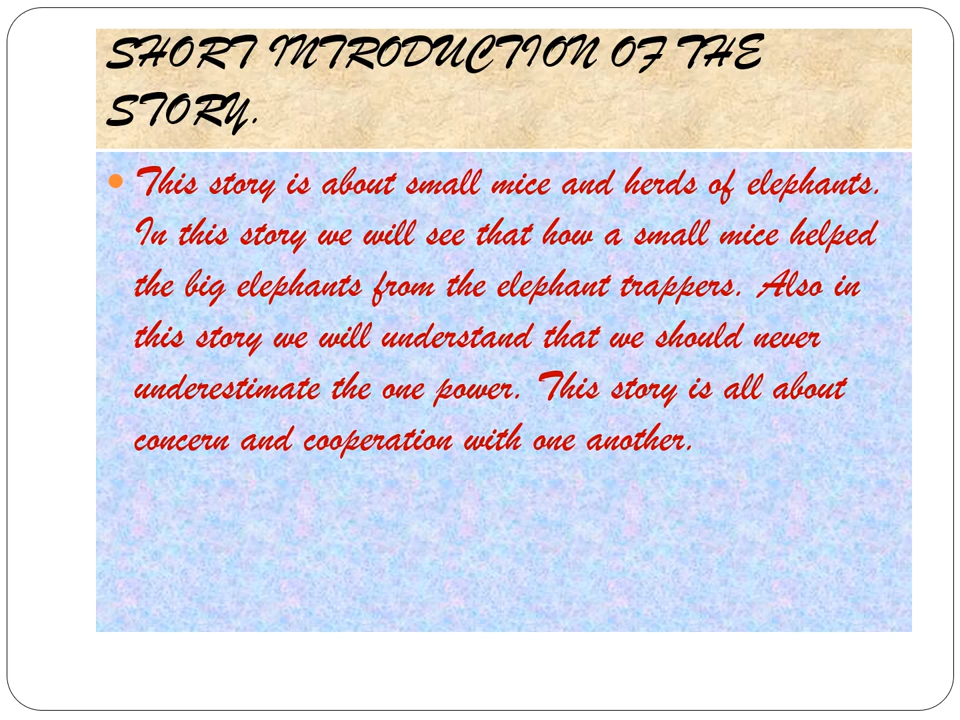 SHORT INTRODUCTION OF THE
STORY.
This story is about small mice and herds of elephants.
In this story we will see that how a small mice helped
the big elephants from the elephant trappers. Also in
this story we will understand that we should never
underestimate the one power. This story is all about
concern and cooperation with one another.